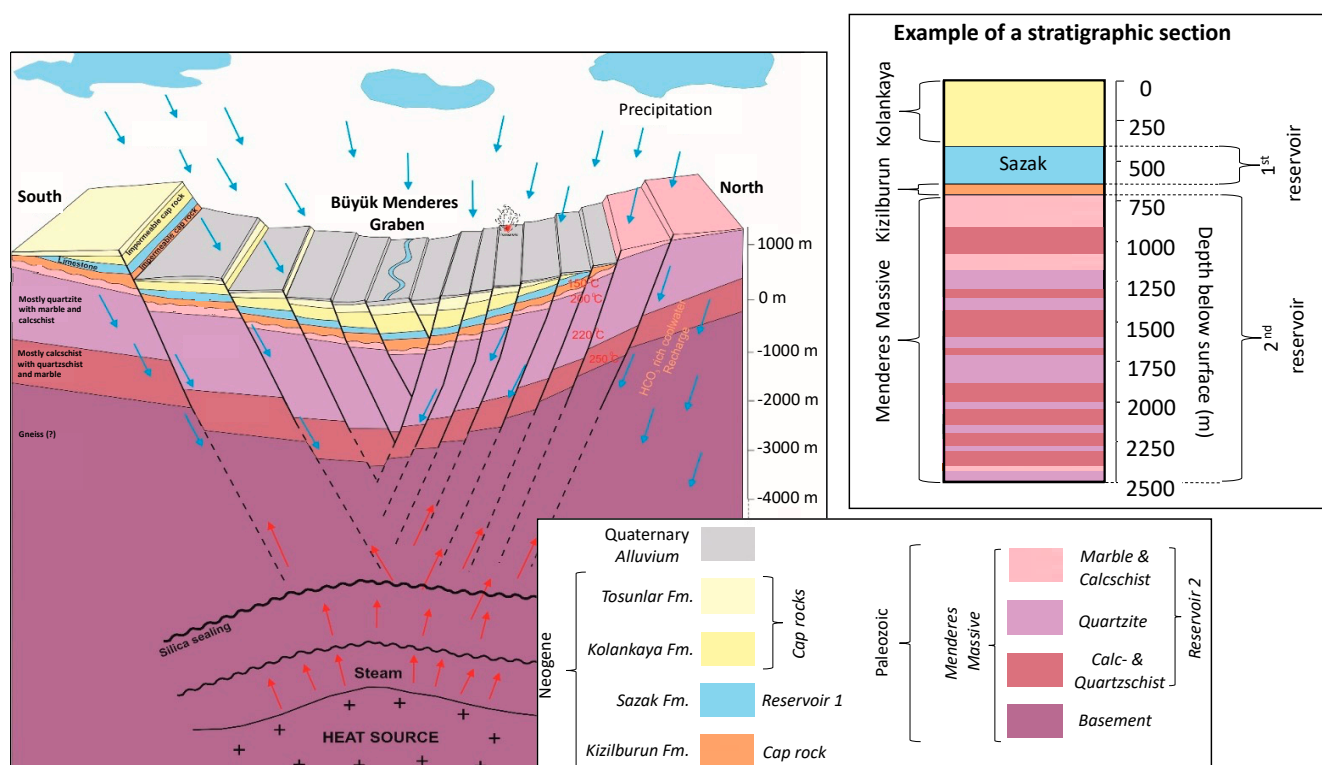 Precipitation
South
North
Büyük Menderes
Graben
Impormeable cap rock
Limestone
Impermeable cap rock
1000 m
0 m
-1000 m
-2000 m
-3000 m
-4000 m
150°C
200°C
220°C
250°C
HCO3 rich coolwater
Recharge
Mostly quartzite
with marble and
calcschist
Mostly calcschist
with quartzschist
and marble
Gneiss (?)
Silica sealing
Steam
HEAT SOURCE
Example of a stratigraphic section
Kolankaya
Kizilburun
Menderes Massive
Sazak
0
250
500
750
1000
1250
1500
1750
2000
2250
2500
Depth below surface (m)
1st
reservoir
2nd
reservoir
Neogene
Quaternary
Alluvium
Tosunlar Fm.
Kolankaya Fm.
Cap rocks
Sazak Fm.
Reservoir 1
Kizilburun Fm.
Cap rock
Paleozoic
Menderes
Massive
Marble &
Calcschist
Quartzite
Calc- &
Quartzschist
Basement
Reservoir 2